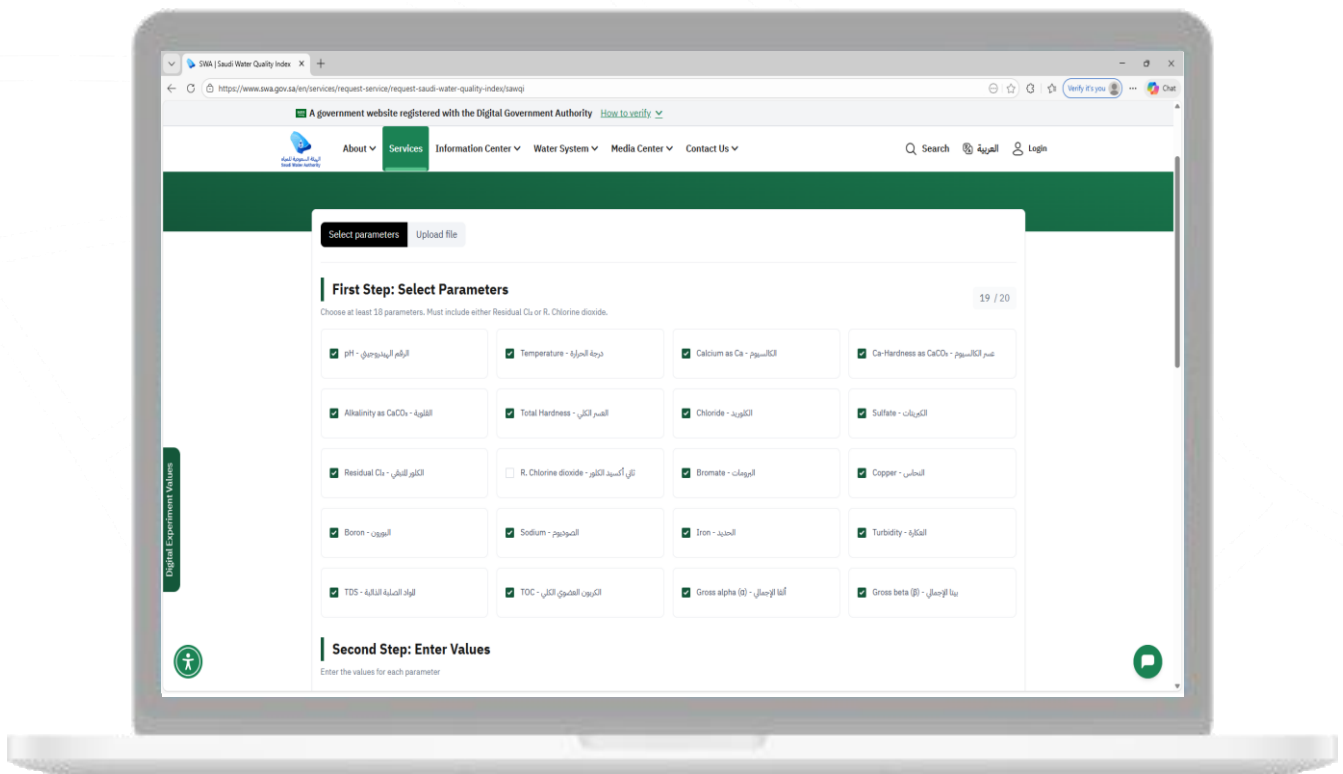 SWA | Saudi Water Quality Index
https://www.swa.gov.sa/en/services/request-service/request-saudi-water-quality-index/sawqi
Verify it's you
Chat
A government website registered with the Digital Government Authority How to verify
الهيئة السعودية للمياه
Saudi Water Authority
About Services Information Center Water System Media Center Contact Us
Search العربية Login
Select parameters Upload file
First Step: Select Parameters
19 / 20
Choose at least 18 parameters. Must include either Residual Cl₂ or R. Chlorine dioxide.
pH - الرقم الهيدروجيني
Temperature - درجة الحرارة
Calcium as Ca - الكالسيوم
Ca-Hardness as CaCO₃ - عسر الكالسيوم
Alkalinity as CaCO₃ - القلوية
Total Hardness - العسر الكلي
Chloride - الكلوريد
Sulfate - الكبريتات
Residual Cl₂ - الكلور المتبقي
R. Chlorine dioxide - ثاني أكسيد الكلور
Bromate - البرومات
Copper - النحاس
Boron - البورون
Sodium - الصوديوم
Iron - الحديد
Turbidity - العكارة
TDS - المواد الصلبة الذائبة
TOC - الكربون العضوي الكلي
Gross alpha (α) - ألفا الإجمالي
Gross beta (β) - بيتا الإجمالي
Digital Experiment Values
Second Step: Enter Values
Enter the values for each parameter